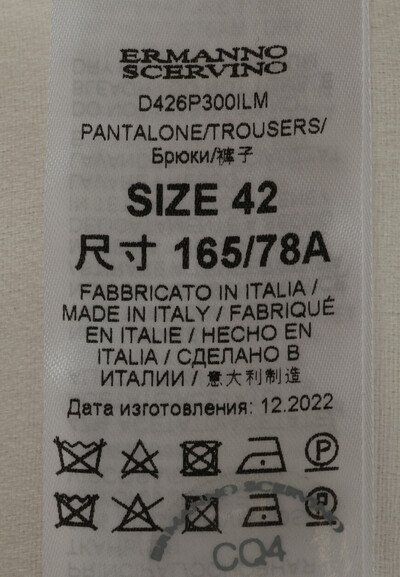 ERMANNO
SCERVINO
D426P300ILM
PANTALONE/TROUSERS/
Брюки/裤子
SIZE 42
尺寸 165/78A
FABBRICATO IN ITALIA /
MADE IN ITALY / FABRIQUÉ
EN ITALIE / HECHO EN
ITALIA / СДЕЛАНО В
ИТАЛИИ / 意大利制造
Дата изготовления: 12.2022
P
P
ERMANNO SCERVINO
CQ4